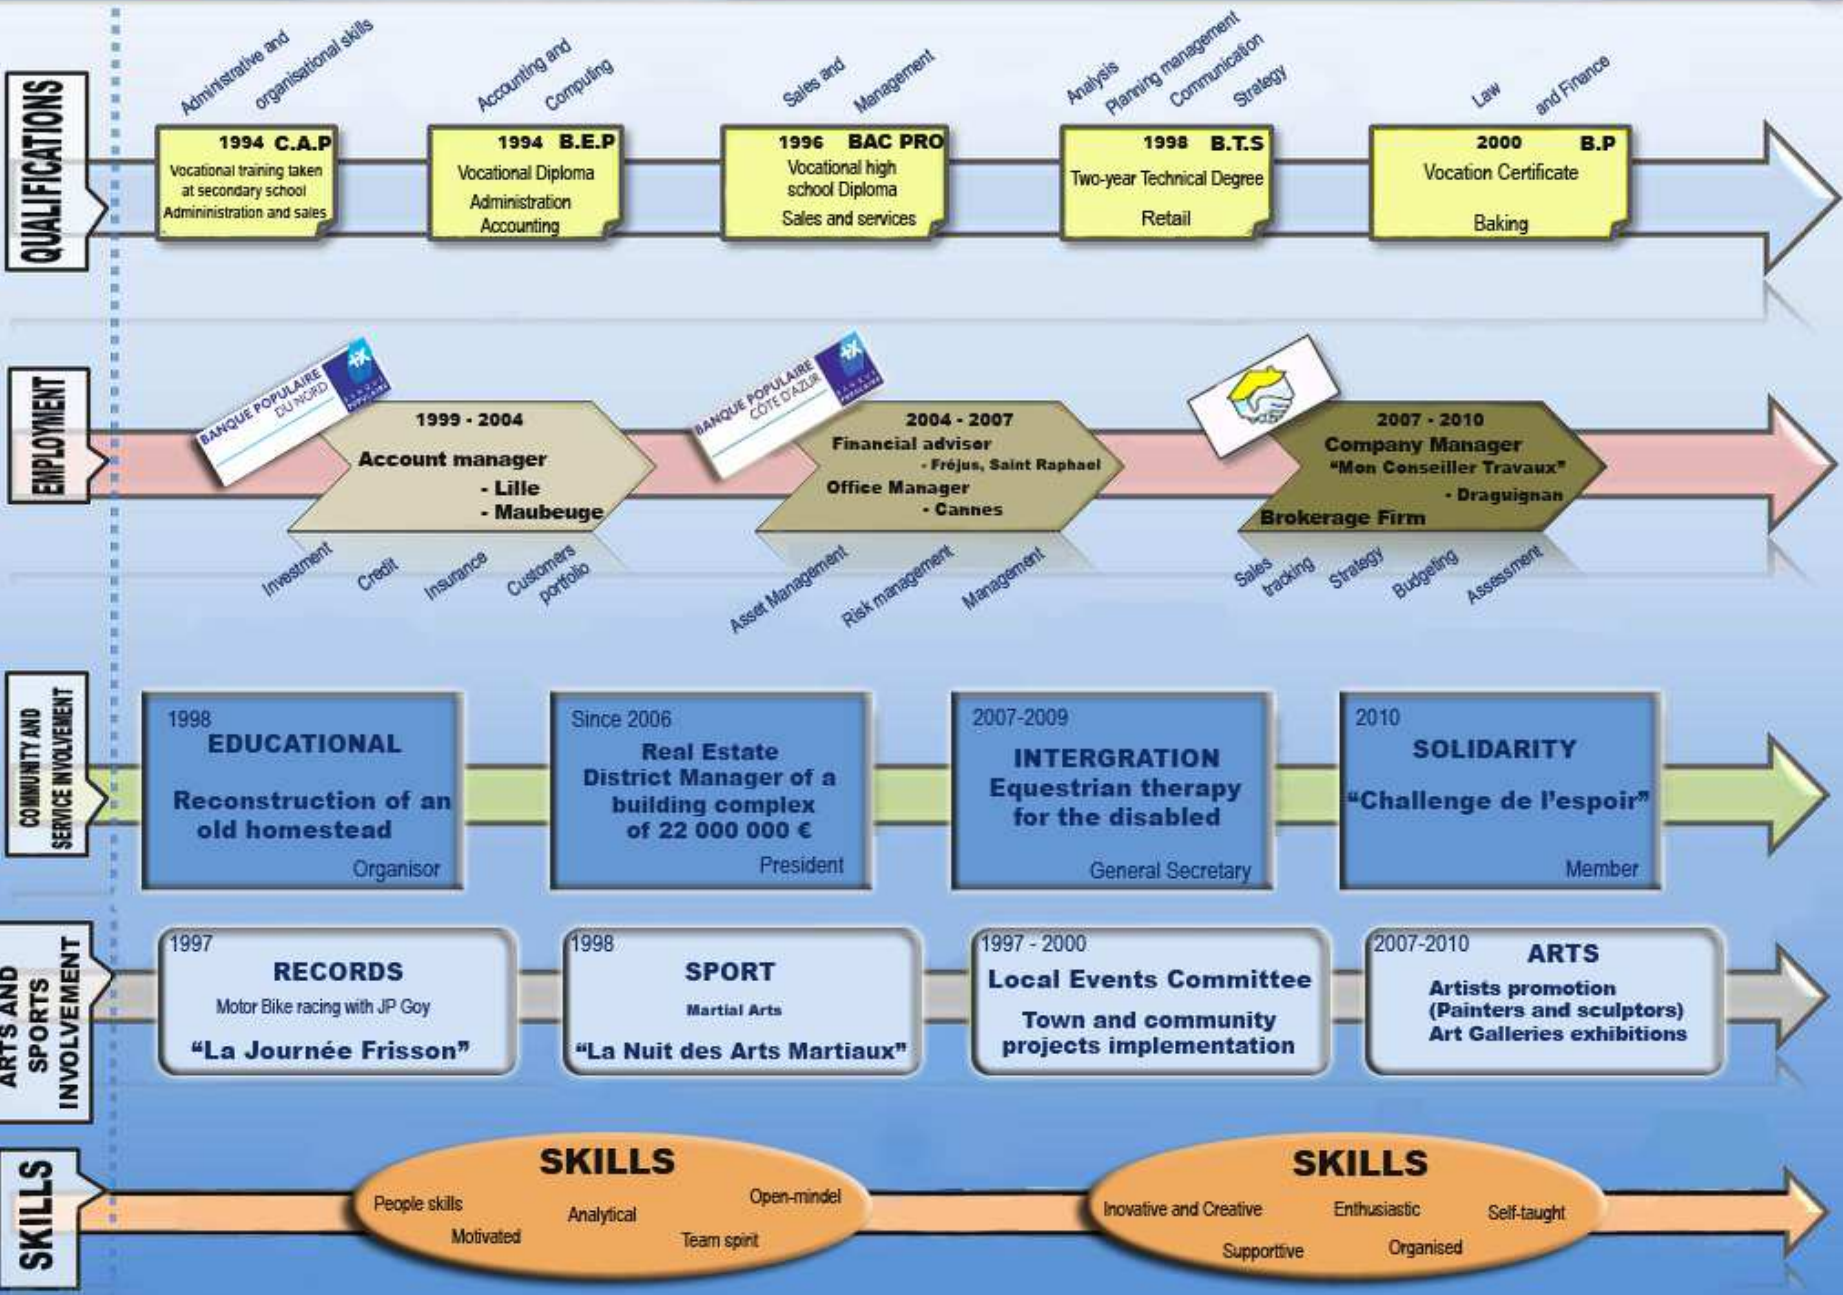 QUALIFICATIONS
Administrative and
organisational skills
1994 C.A.P
Vocational training taken
at secondary school
Admininistration and sales
Accounting and
Computing
1994 B.E.P
Vocational Diploma
Administration
Accounting
Sales and
Management
1996 BAC PRO
Vocational high
school Diploma
Sales and services
Analysis
Planning management
Communication
Strategy
1998 B.T.S
Two-year Technical Degree
Retail
Law
and Finance
2000 B.P
Vocation Certificate
Baking
EMPLOYMENT
BANQUE POPULAIRE
DU NORD
BANQUE
POPULAIRE
1999 - 2004
Account manager
- Lille
- Maubeuge
Investment
Credit
Insurance
Customers
portfolio
BANQUE POPULAIRE
CÔTE D'AZUR
BANQUE
POPULAIRE
2004 - 2007
Financial advisor
- Fréjus, Saint Raphael
Office Manager
- Cannes
Asset Management
Risk management
Management
2007 - 2010
Company Manager
"Mon Conseiller Travaux"
- Draguignan
Brokerage Firm
Sales
tracking
Strategy
Budgeting
Assessment
COMMUNITY AND
SERVICE INVOLVEMENT
1998
EDUCATIONAL
Reconstruction of an
old homestead
Organisor
Since 2006
Real Estate
District Manager of a
building complex
of 22 000 000 €
President
2007-2009
INTERGRATION
Equestrian therapy
for the disabled
General Secretary
2010
SOLIDARITY
"Challenge de l'espoir"
Member
ARTS AND
SPORTS
INVOLVEMENT
1997
RECORDS
Motor Bike racing with JP Goy
"La Journée Frisson"
1998
SPORT
Martial Arts
"La Nuit des Arts Martiaux"
1997 - 2000
Local Events Committee
Town and community
projects implementation
2007-2010
ARTS
Artists promotion
(Painters and sculptors)
Art Galleries exhibitions
SKILLS
SKILLS
People skills
Motivated
Analytical
Open-mindel
Team spirit
SKILLS
Inovative and Creative
Enthusiastic
Self-taught
Supportive
Organised